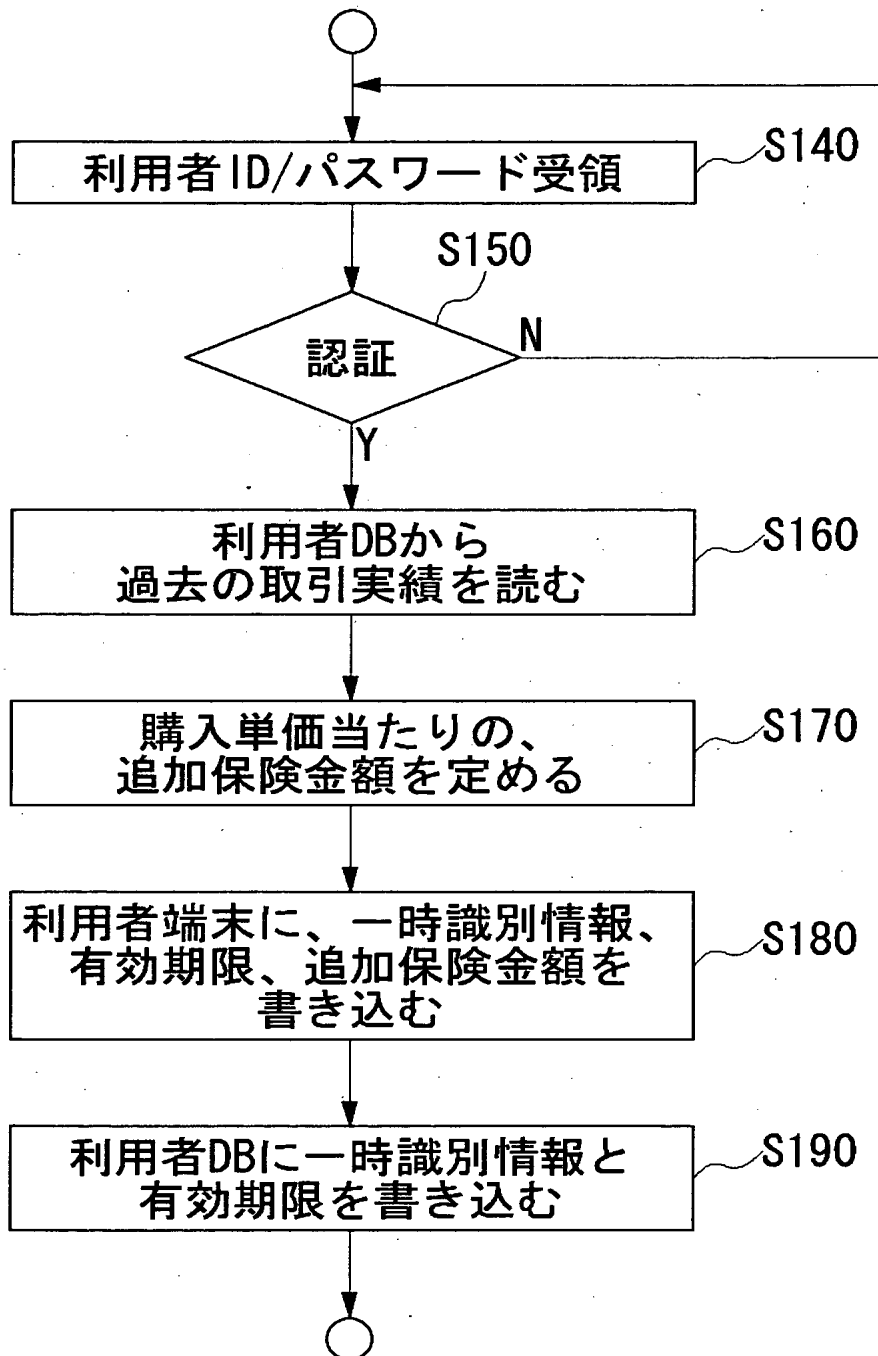 利用者ID/パスワード受領
S140
S150
認証
N
Y
利用者DBから
過去の取引実績を読む
S160
購入単価当たりの、
追加保険金額を定める
S170
利用者端末に、一時識別情報、
有効期限、追加保険金額を
書き込む
S180
利用者DBに一時識別情報と
有効期限を書き込む
S190